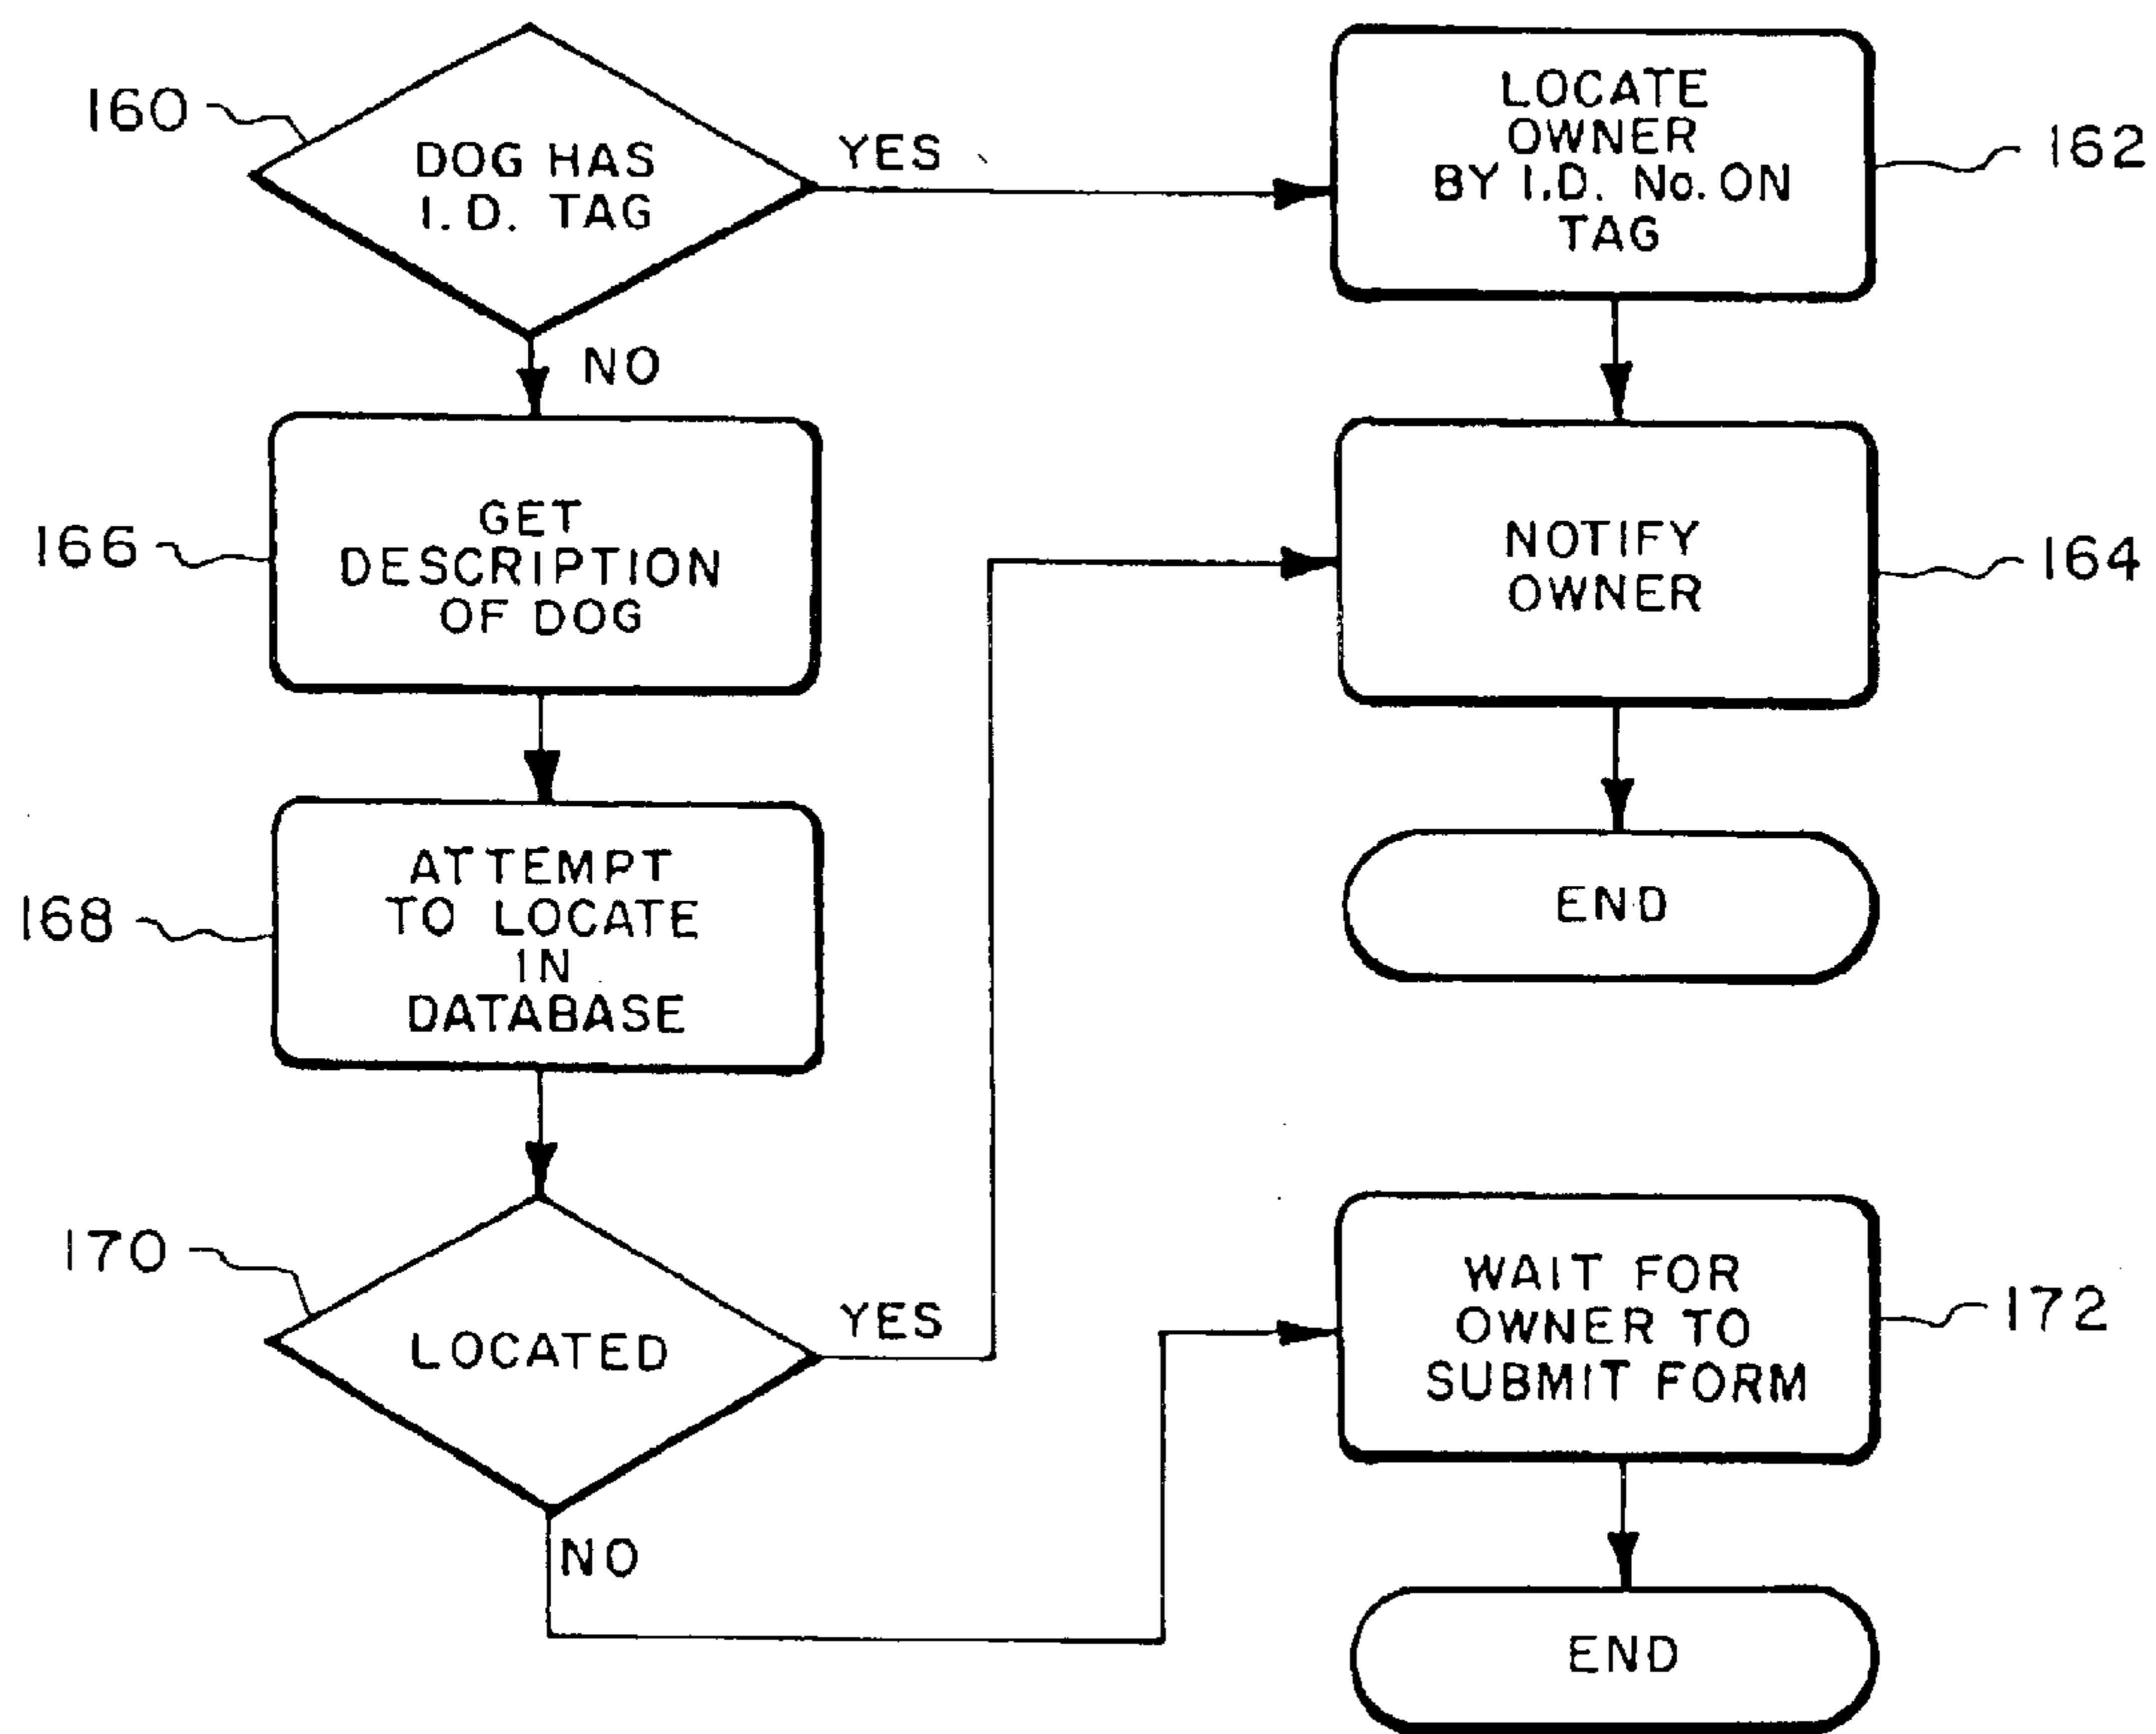 160
DOG HAS
I.D. TAG
YES
LOCATE
OWNER
BY I.D. No. ON
TAG
162
NO
166
GET
DESCRIPTION
OF DOG
NOTIFY
OWNER
164
168
ATTEMPT
TO LOCATE
IN
DATABASE
END
170
LOCATED
YES
NO
WAIT FOR
OWNER TO
SUBMIT FORM
172
END